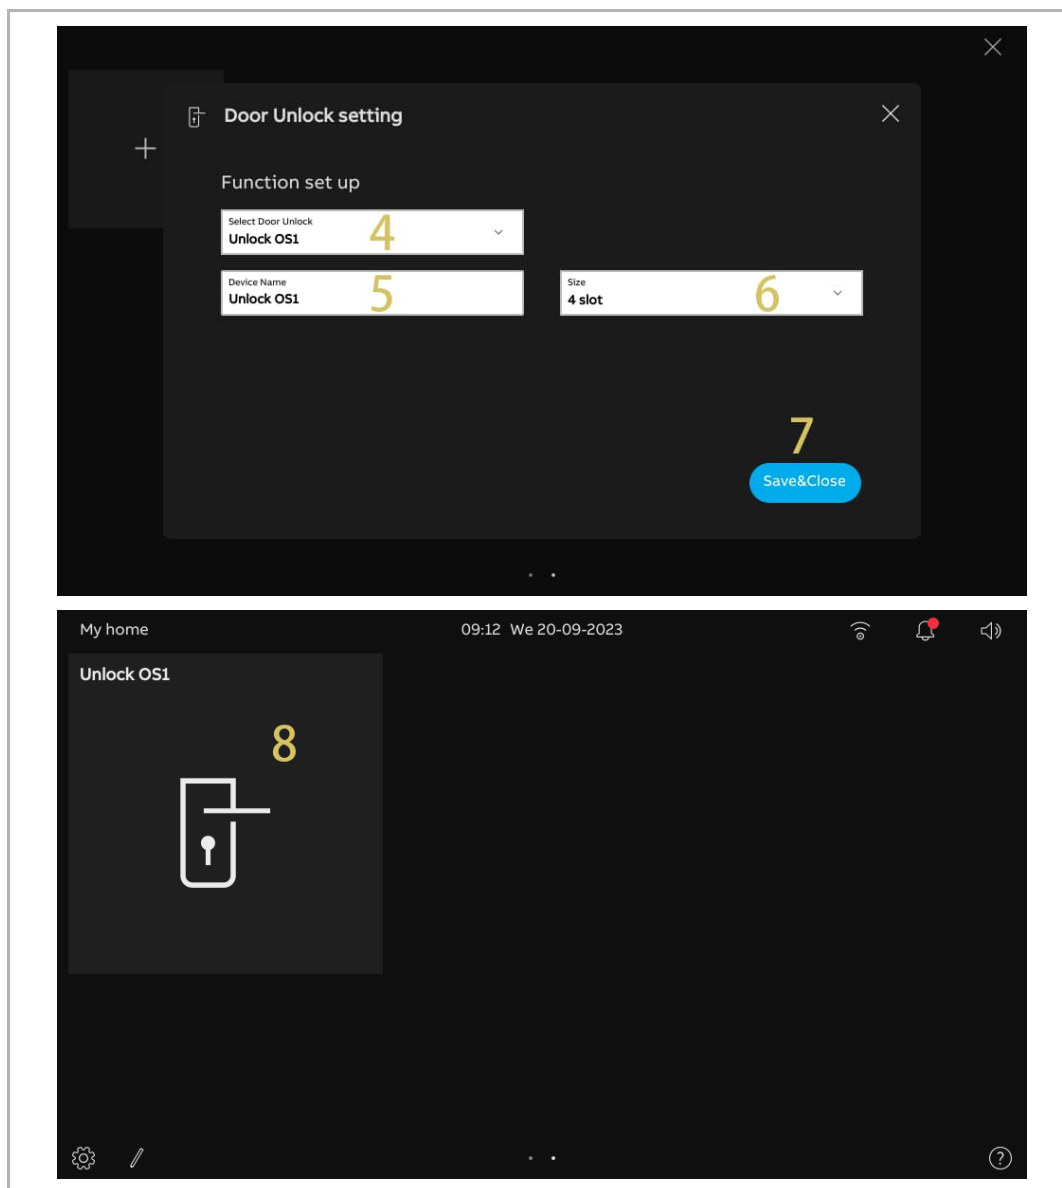 Door Unlock setting
Function set up
Select Door Unlock
Unlock OS1
4
Device Name
Unlock OS1
5
Size
4 slot
6
7
Save&Close
My home
09:12 We 20-09-2023
Unlock OS1
8